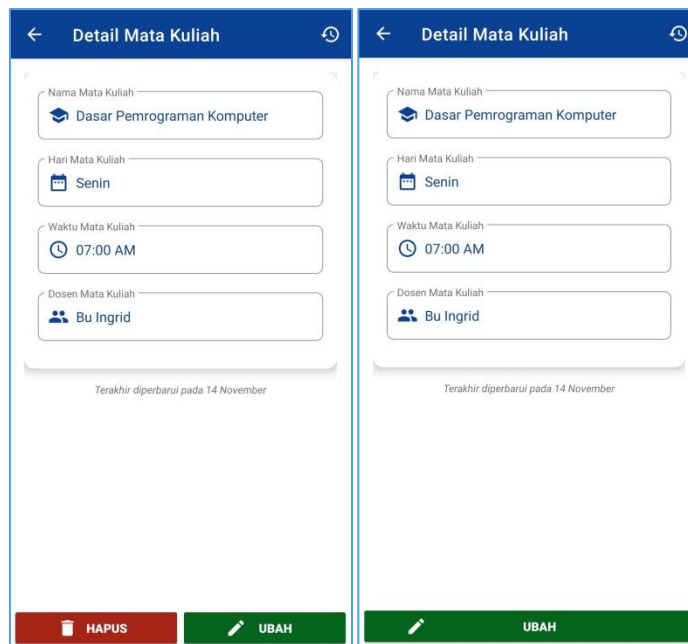 Detail Mata Kuliah
Nama Mata Kuliah
Dasar Pemrograman Komputer
Hari Mata Kuliah
Senin
Waktu Mata Kuliah
07:00 AM
Dosen Mata Kuliah
Bu Ingrid
Terakhir diperbarui pada 14 November
HAPUS
UBAH
Detail Mata Kuliah
Nama Mata Kuliah
Dasar Pemrograman Komputer
Hari Mata Kuliah
Senin
Waktu Mata Kuliah
07:00 AM
Dosen Mata Kuliah
Bu Ingrid
Terakhir diperbarui pada 14 November
UBAH